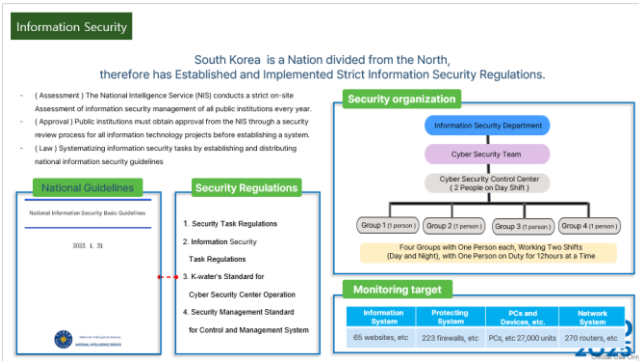 Information Security
South Korea is a Nation divided from the North,
therefore has Established and Implemented Strict Information Security Regulations.
- ( Assessment ) The National Intelligence Service (NIS) conducts a strict on-site
Assessment of information security management of all public institutions every year.
- ( Approval ) Public institutions must obtain approval from the NIS through a security
review process for all information technology projects before establishing a system.
- ( Law ) Systematizing information security tasks by establishing and distributing
national information security guidelines
National Guidelines
National Information Security Basic Guidelines
2023. 1. 31
NATIONAL INTELLIGENCE SERVICE
Security Regulations
1. Security Task Regulations
2. Information Security
Task Regulations
3. K-water's Standard for
Cyber Security Center Operation
4. Security Management Standard
for Control and Management System
Security organization
Information Security Department
Cyber Security Team
Cyber Security Control Center
( 2 People on Day Shift )
Group 1 (1 person)
Group 2 (1 person)
Group 3 (1 person)
Group 4 (1 person)
Four Groups with One Person each, Working Two Shifts
(Day and Night), with One Person on Duty for 12hours at a Time
Monitoring target
Information
System
Protecting
System
PCs and
Devices, etc.
Network
System
65 websites, etc
223 firewalls, etc
PCs, etc 27,000 units
270 routers, etc